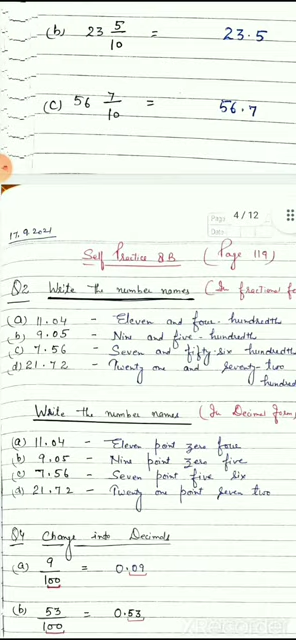 (b) 23 5/10 = 23.5
(c) 56 7/10 = 56.7
Page 4/12
Date:
17.9.2021
Self Practice 8B (Page 119)
Q2 Write the number names (In fractional
(a) 11.04 - Eleven and four-hundredth
(b) 9.05 - Nine and five-hundredth
(c) 7.56 - Seven and fifty-six hundredth
(d) 21.72 - Twenty one and seventy-two
hundred
Write the number names (In Decimal form)
(a) 11.04 - Eleven point zero four
(b) 9.05 - Nine point zero five
(c) 7.56 - Seven point five six
(d) 21.72 - Twenty one point seven two
Q4 Change into Decimals
(a) 9/100 = 0.09
(b) 53/100 = 0.53